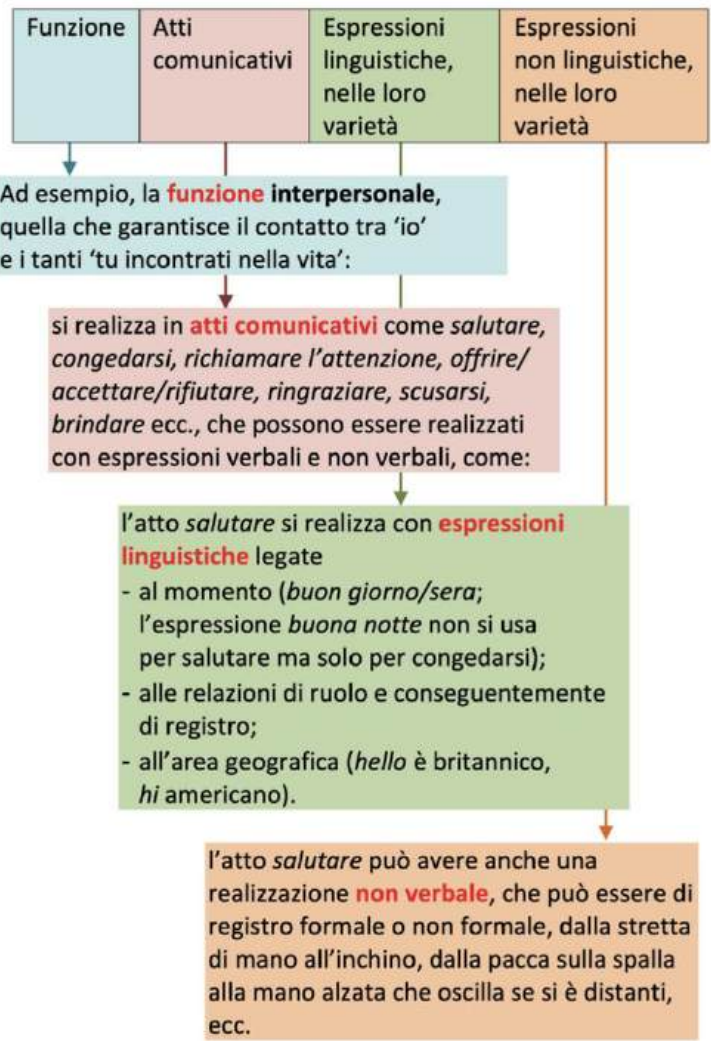 Funzione
Atti
comunicativi
Espressioni
linguistiche,
nelle loro
varietà
Espressioni
non linguistiche,
nelle loro
varietà
Ad esempio, la funzione interpersonale,
quella che garantisce il contatto tra ‘io’
e i tanti ‘tu incontrati nella vita’:
si realizza in atti comunicativi come salutare,
congedarsi, richiamare l’attenzione, offrire/
accettare/rifiutare, ringraziare, scusarsi,
brindare ecc., che possono essere realizzati
con espressioni verbali e non verbali, come:
l’atto salutare si realizza con espressioni
linguistiche legate
- al momento (buon giorno/sera;
l’espressione buona notte non si usa
per salutare ma solo per congedarsi);
- alle relazioni di ruolo e conseguentemente
di registro;
- all’area geografica (hello è britannico,
hi americano).
l’atto salutare può avere anche una
realizzazione non verbale, che può essere di
registro formale o non formale, dalla stretta
di mano all’inchino, dalla pacca sulla spalla
alla mano alzata che oscilla se si è distanti,
ecc.